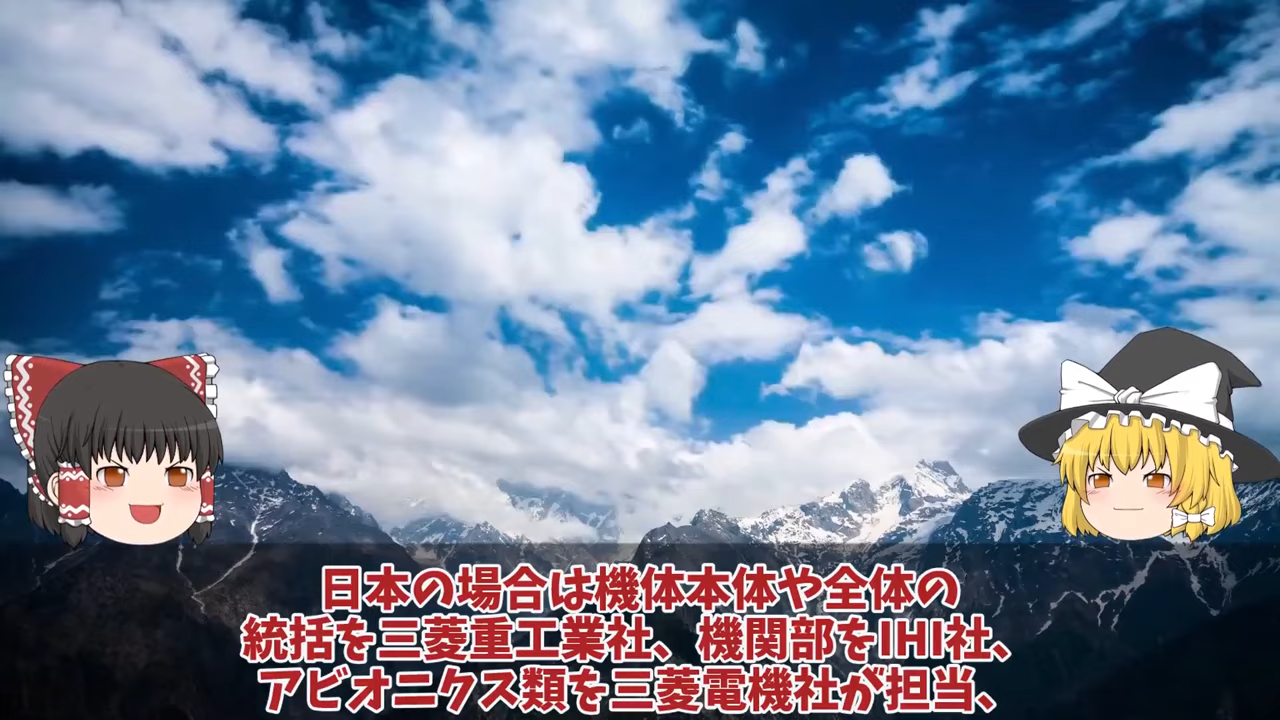 日本の場合は機体本体や全体の
統括を三菱重工業社、機関部をIHI社、
アビオニクス類を三菱電機社が担当、